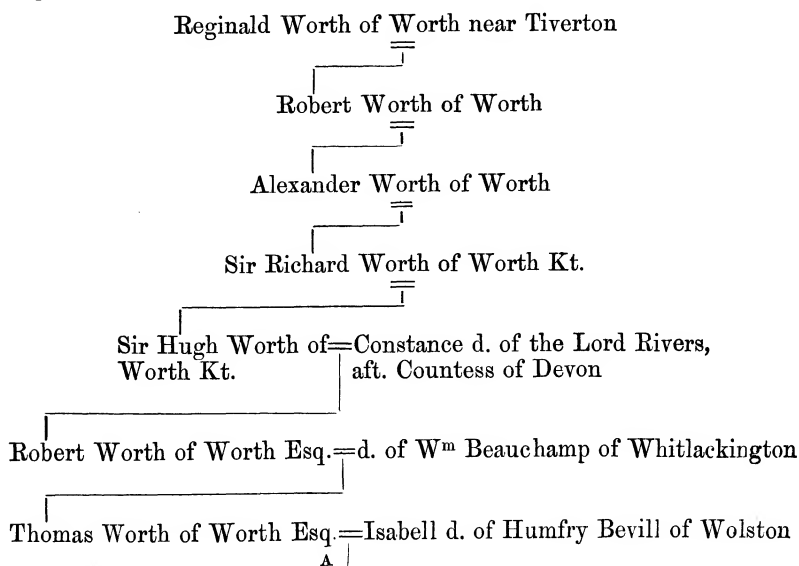 Reginald Worth of Worth near Tiverton
Robert Worth of Worth
Alexander Worth of Worth
Sir Richard Worth of Worth Kt.
Sir Hugh Worth of=Constance d. of the Lord Rivers,
Worth Kt. aft. Countess of Devon
Robert Worth of Worth Esq.=d. of Wᵐ Beauchamp of Whitlackington
Thomas Worth of Worth Esq.=Isabell d. of Humfry Bevill of Wolston
A